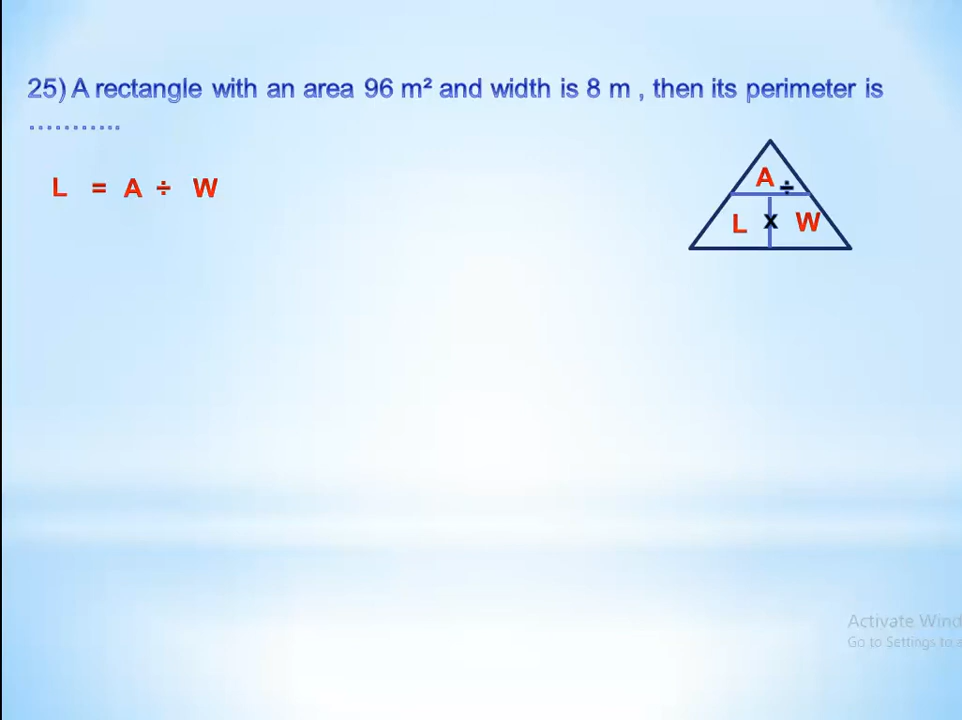 25) A rectangle with an area 96 m² and width is 8 m , then its perimeter is
...........
L = A ÷ W
A ÷
L x W
Activate Wind
Go to Settings to a